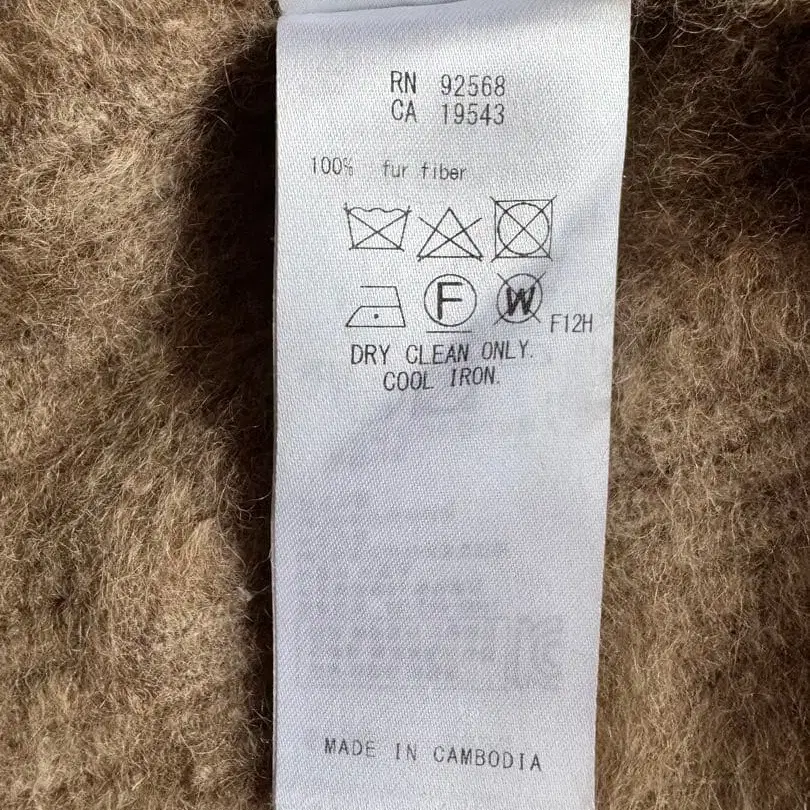 RN 92568
CA 19543
100% fur fiber
F W F12H
DRY CLEAN ONLY.
COOL IRON.
MADE IN CAMBODIA